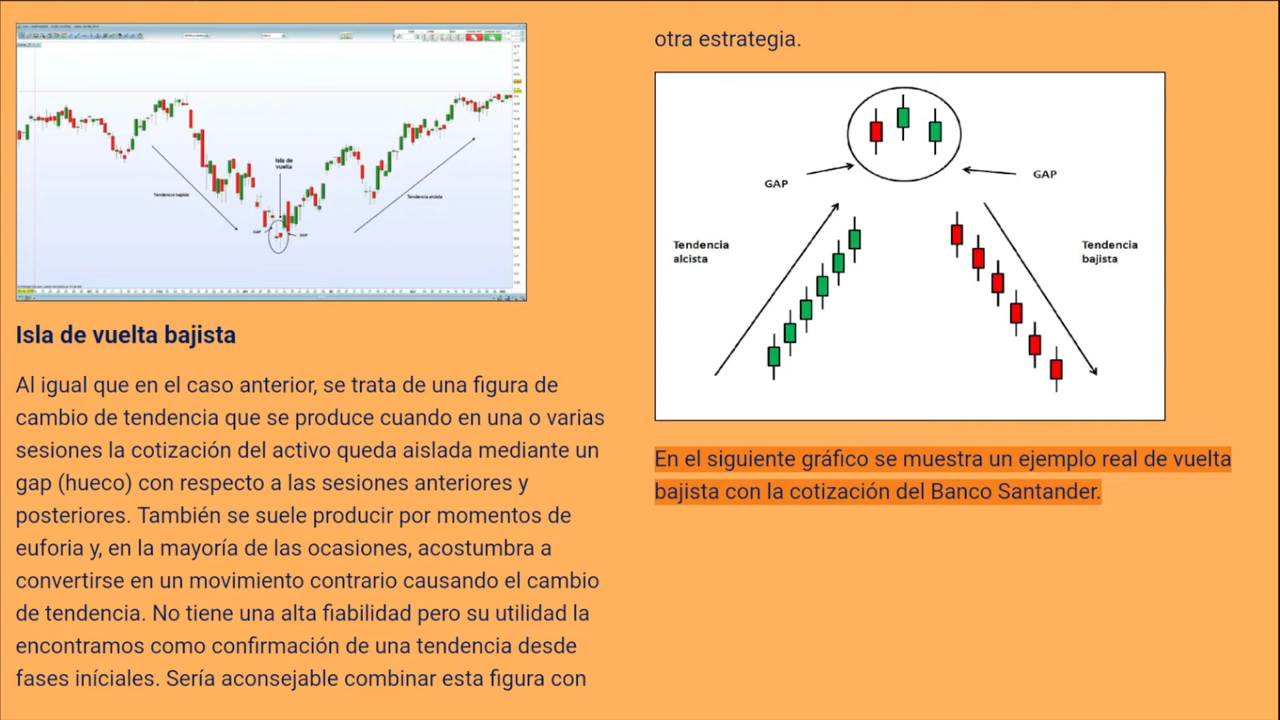 Isla de
vuelta
Tendencia bajista
Tendencia alcista
GAP
GAP
Isla de vuelta bajista
Al igual que en el caso anterior, se trata de una figura de
cambio de tendencia que se produce cuando en una o varias
sesiones la cotización del activo queda aislada mediante un
gap (hueco) con respecto a las sesiones anteriores y
posteriores. También se suele producir por momentos de
euforia y, en la mayoría de las ocasiones, acostumbra a
convertirse en un movimiento contrario causando el cambio
de tendencia. No tiene una alta fiabilidad pero su utilidad la
encontramos como confirmación de una tendencia desde
fases iníciales. Sería aconsejable combinar esta figura con
otra estrategia.
GAP
GAP
Tendencia
alcista
Tendencia
bajista
En el siguiente gráfico se muestra un ejemplo real de vuelta
bajista con la cotización del Banco Santander.